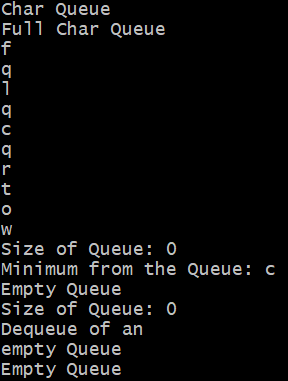 Char Queue
Full Char Queue
f
q
l
q
c
q
r
t
o
w
Size of Queue: 0
Minimum from the Queue: c
Empty Queue
Size of Queue: 0
Dequeue of an
empty Queue
Empty Queue